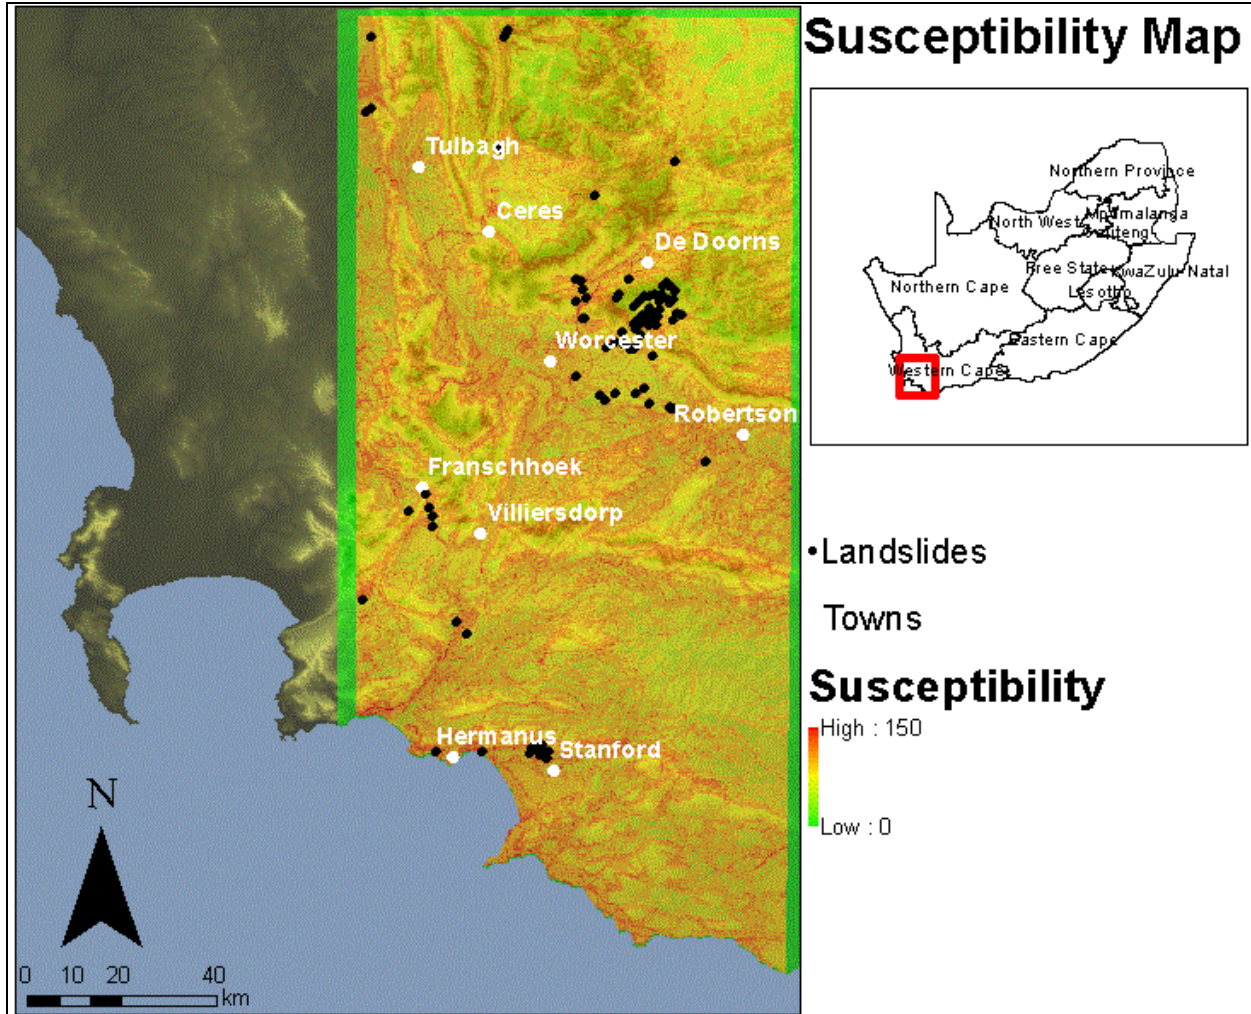 Susceptibility Map
Tulbagh
Ceres
De Doorns
Worcester
Robertson
Franschhoek
Villiersdorp
Hermanus
Stanford
N
0 10 20 40
km
Northern Province
North West
Mpumalanga
Gauteng
Free State
KwaZulu-Natal
Lesotho
Northern Cape
Eastern Cape
Western Cape
Landslides
Towns
Susceptibility
High : 150
Low : 0